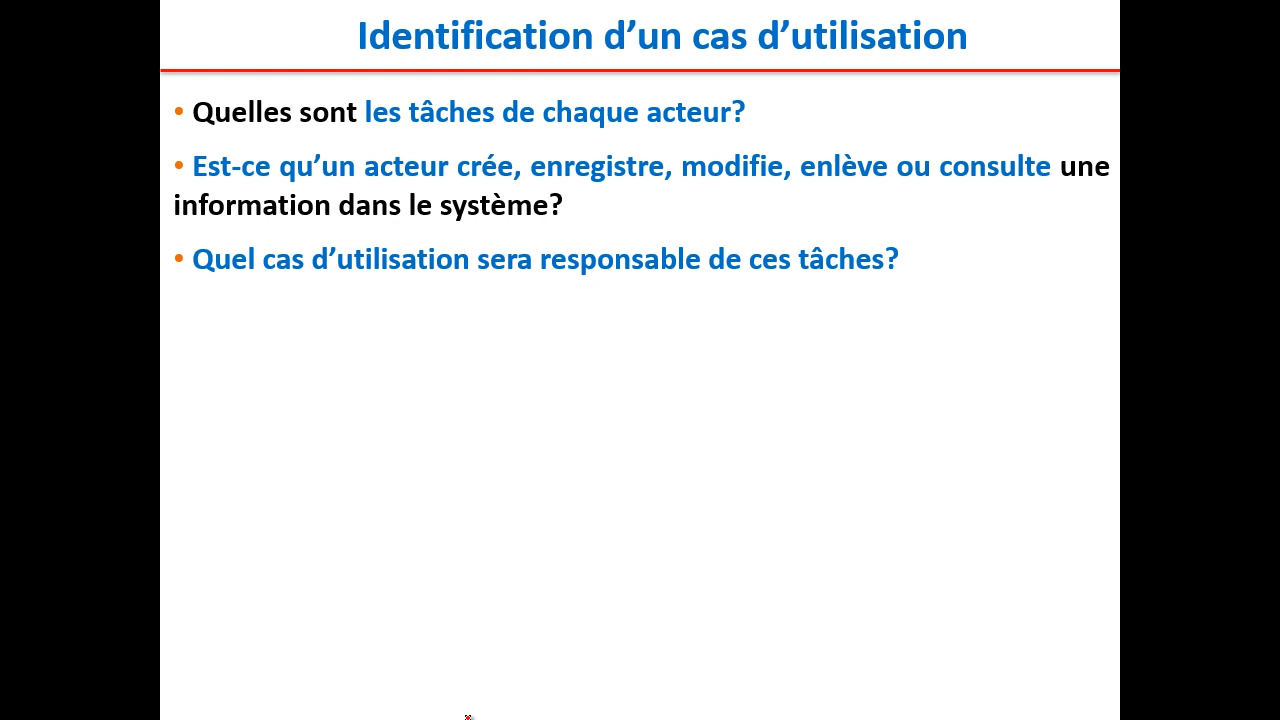 Identification d’un cas d’utilisation
• Quelles sont les tâches de chaque acteur?
• Est-ce qu’un acteur crée, enregistre, modifie, enlève ou consulte une
information dans le système?
• Quel cas d’utilisation sera responsable de ces tâches?